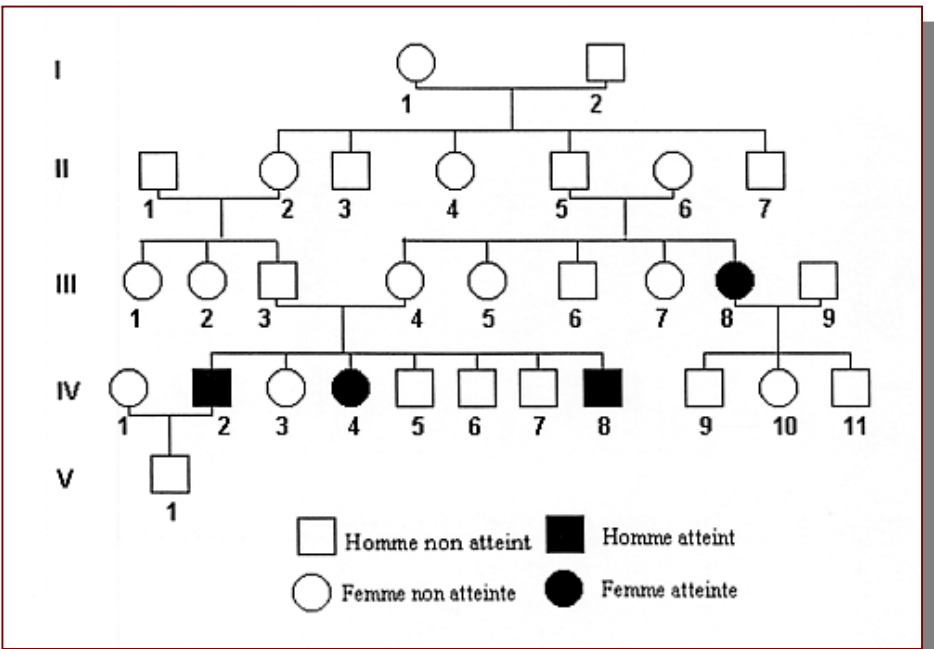 I
1 2
II
1 2 3 4 5 6 7
III
1 2 3 4 5 6 7 8 9
IV
1 2 3 4 5 6 7 8 9 10 11
V
1
Homme non atteint Homme atteint
Femme non atteinte Femme atteinte